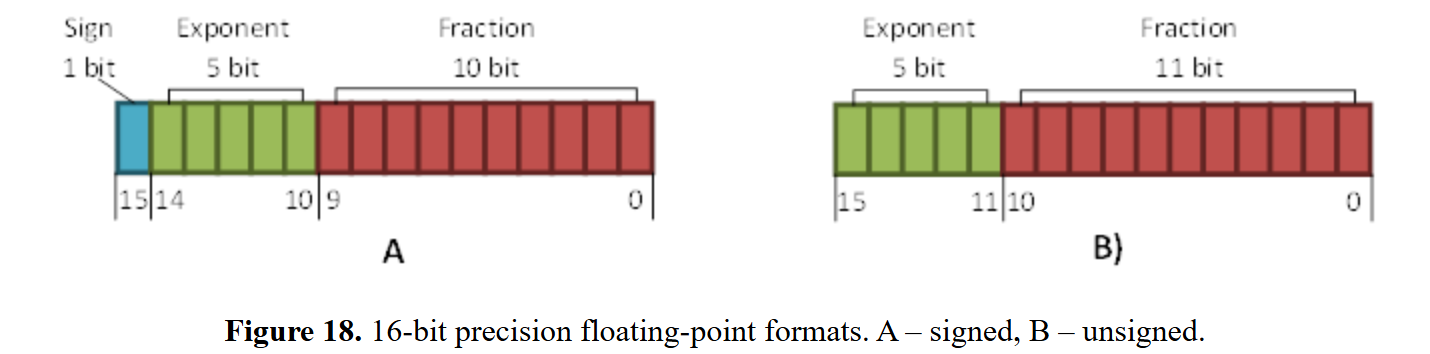 Sign Exponent Fraction
1 bit 5 bit 10 bit
15 14 10 9 0
A
Exponent Fraction
5 bit 11 bit
15 11 10 0
B)
Figure 18. 16-bit precision floating-point formats. A – signed, B – unsigned.